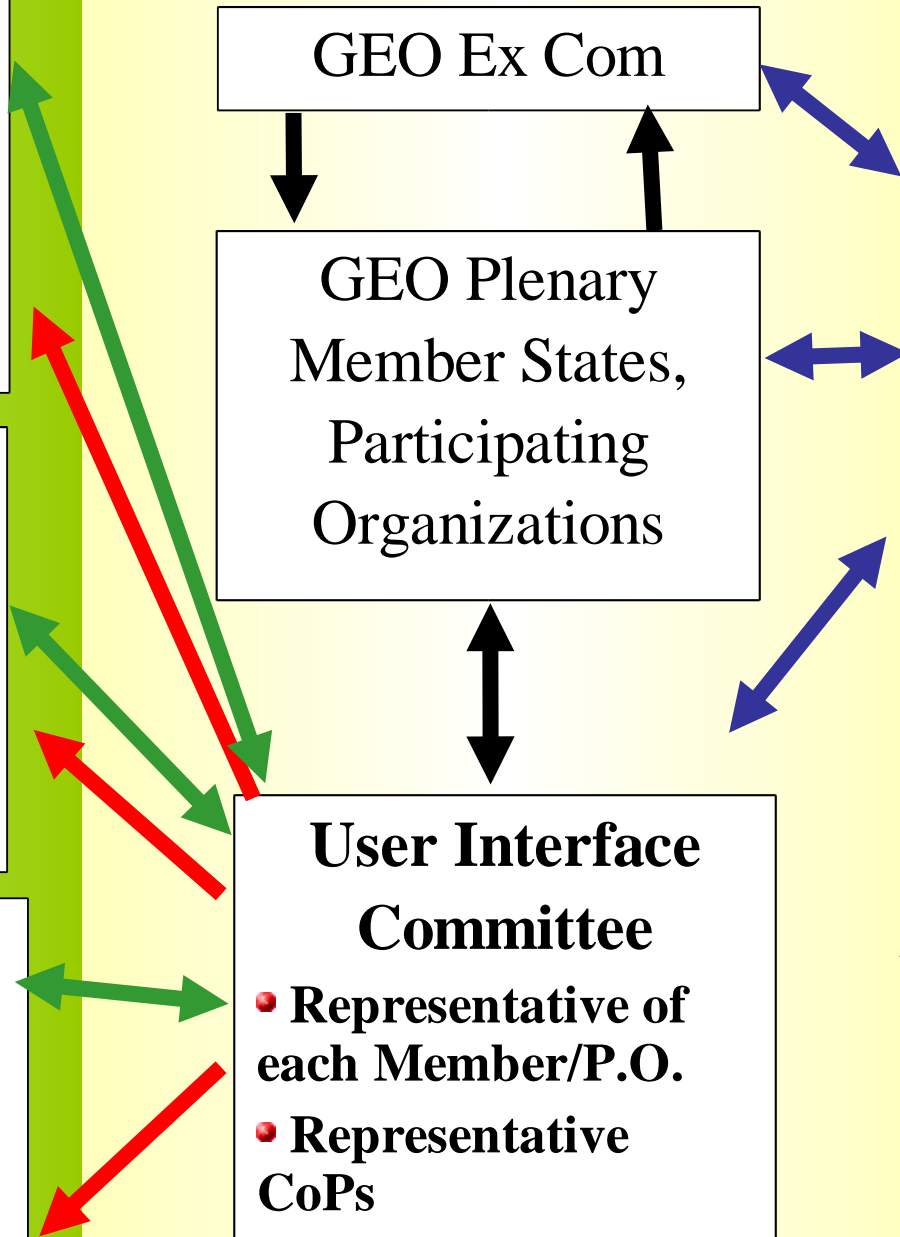 GEO Ex Com
GEO Plenary
Member States,
Participating
Organizations
User Interface
Committee
Representative of
each Member/P.O.
Representative
CoPs